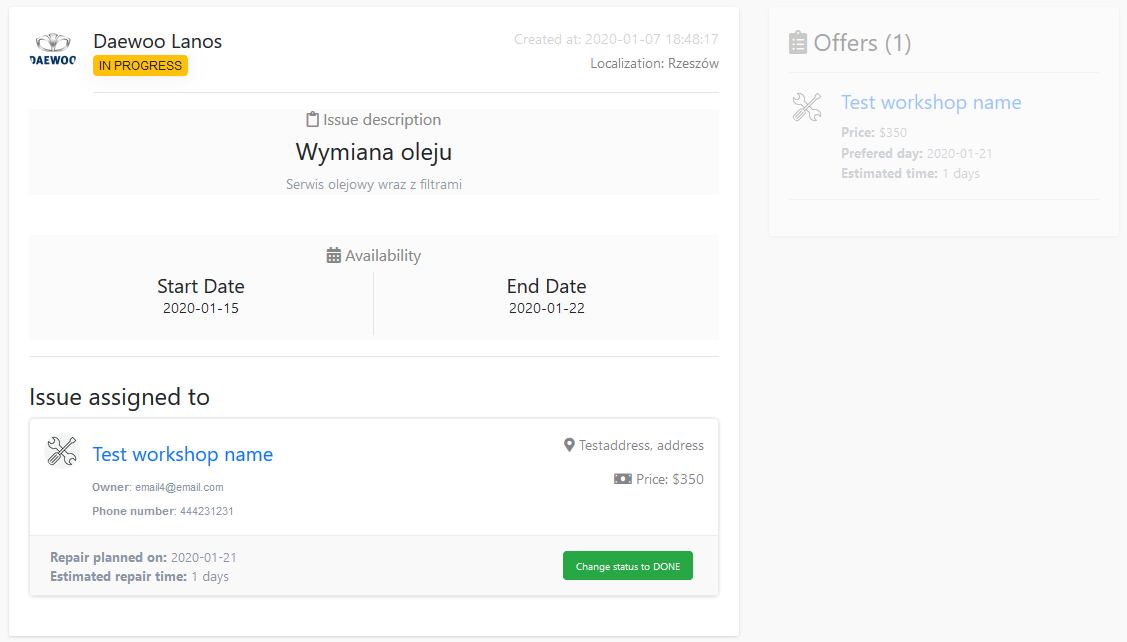 DAEWOO
Daewoo Lanos
IN PROGRESS
Created at: 2020-01-07 18:48:17
Localization: Rzeszów
Issue description
Wymiana oleju
Serwis olejowy wraz z filtrami
Availability
Start Date
2020-01-15
End Date
2020-01-22
Issue assigned to
Test workshop name
Owner: email4@email.com
Phone number: 444231231
Testaddress, address
Price: $350
Repair planned on: 2020-01-21
Estimated repair time: 1 days
Change status to DONE
Offers (1)
Test workshop name
Price: $350
Prefered day: 2020-01-21
Estimated time: 1 days